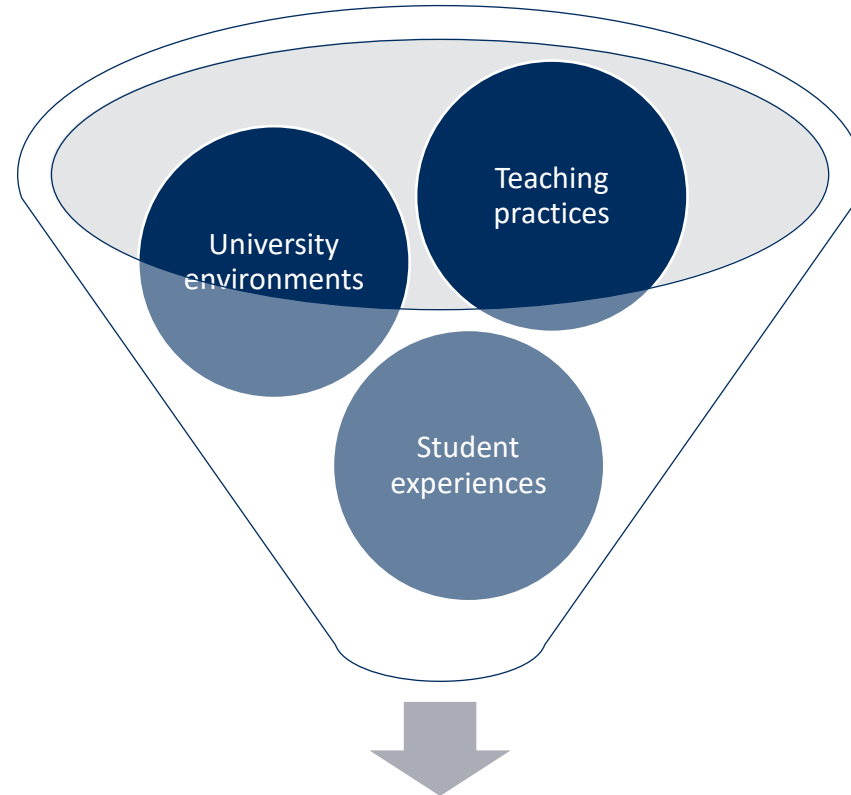 Teaching
practices
University
environments
Student
experiences